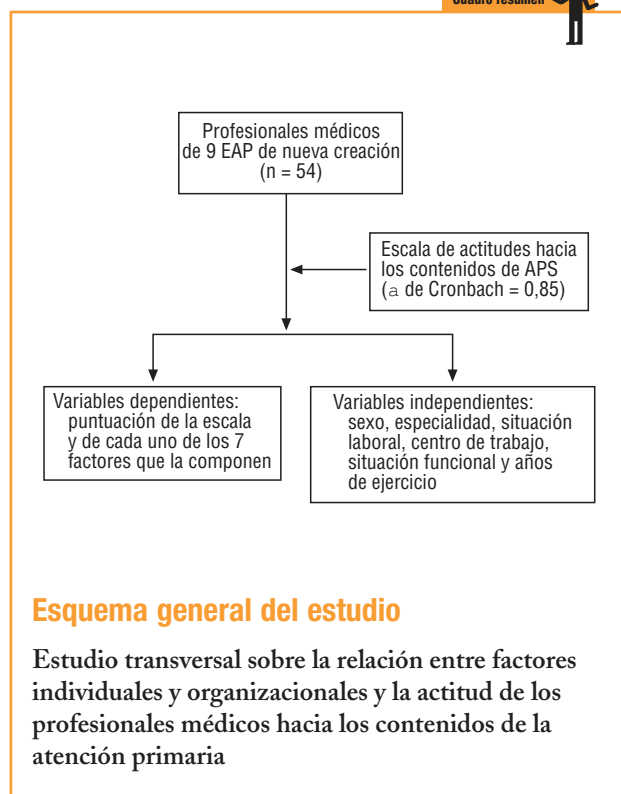 Cuadro resumen
Profesionales médicos
de 9 EAP de nueva creación
(n = 54)
Escala de actitudes hacia
los contenidos de APS
(a de Cronbach = 0,85)
Variables dependientes:
puntuación de la escala
y de cada uno de los 7
factores que la componen
Variables independientes:
sexo, especialidad, situación
laboral, centro de trabajo,
situación funcional y años
de ejercicio
Esquema general del estudio
Estudio transversal sobre la relación entre factores
individuales y organizacionales y la actitud de los
profesionales médicos hacia los contenidos de la
atención primaria